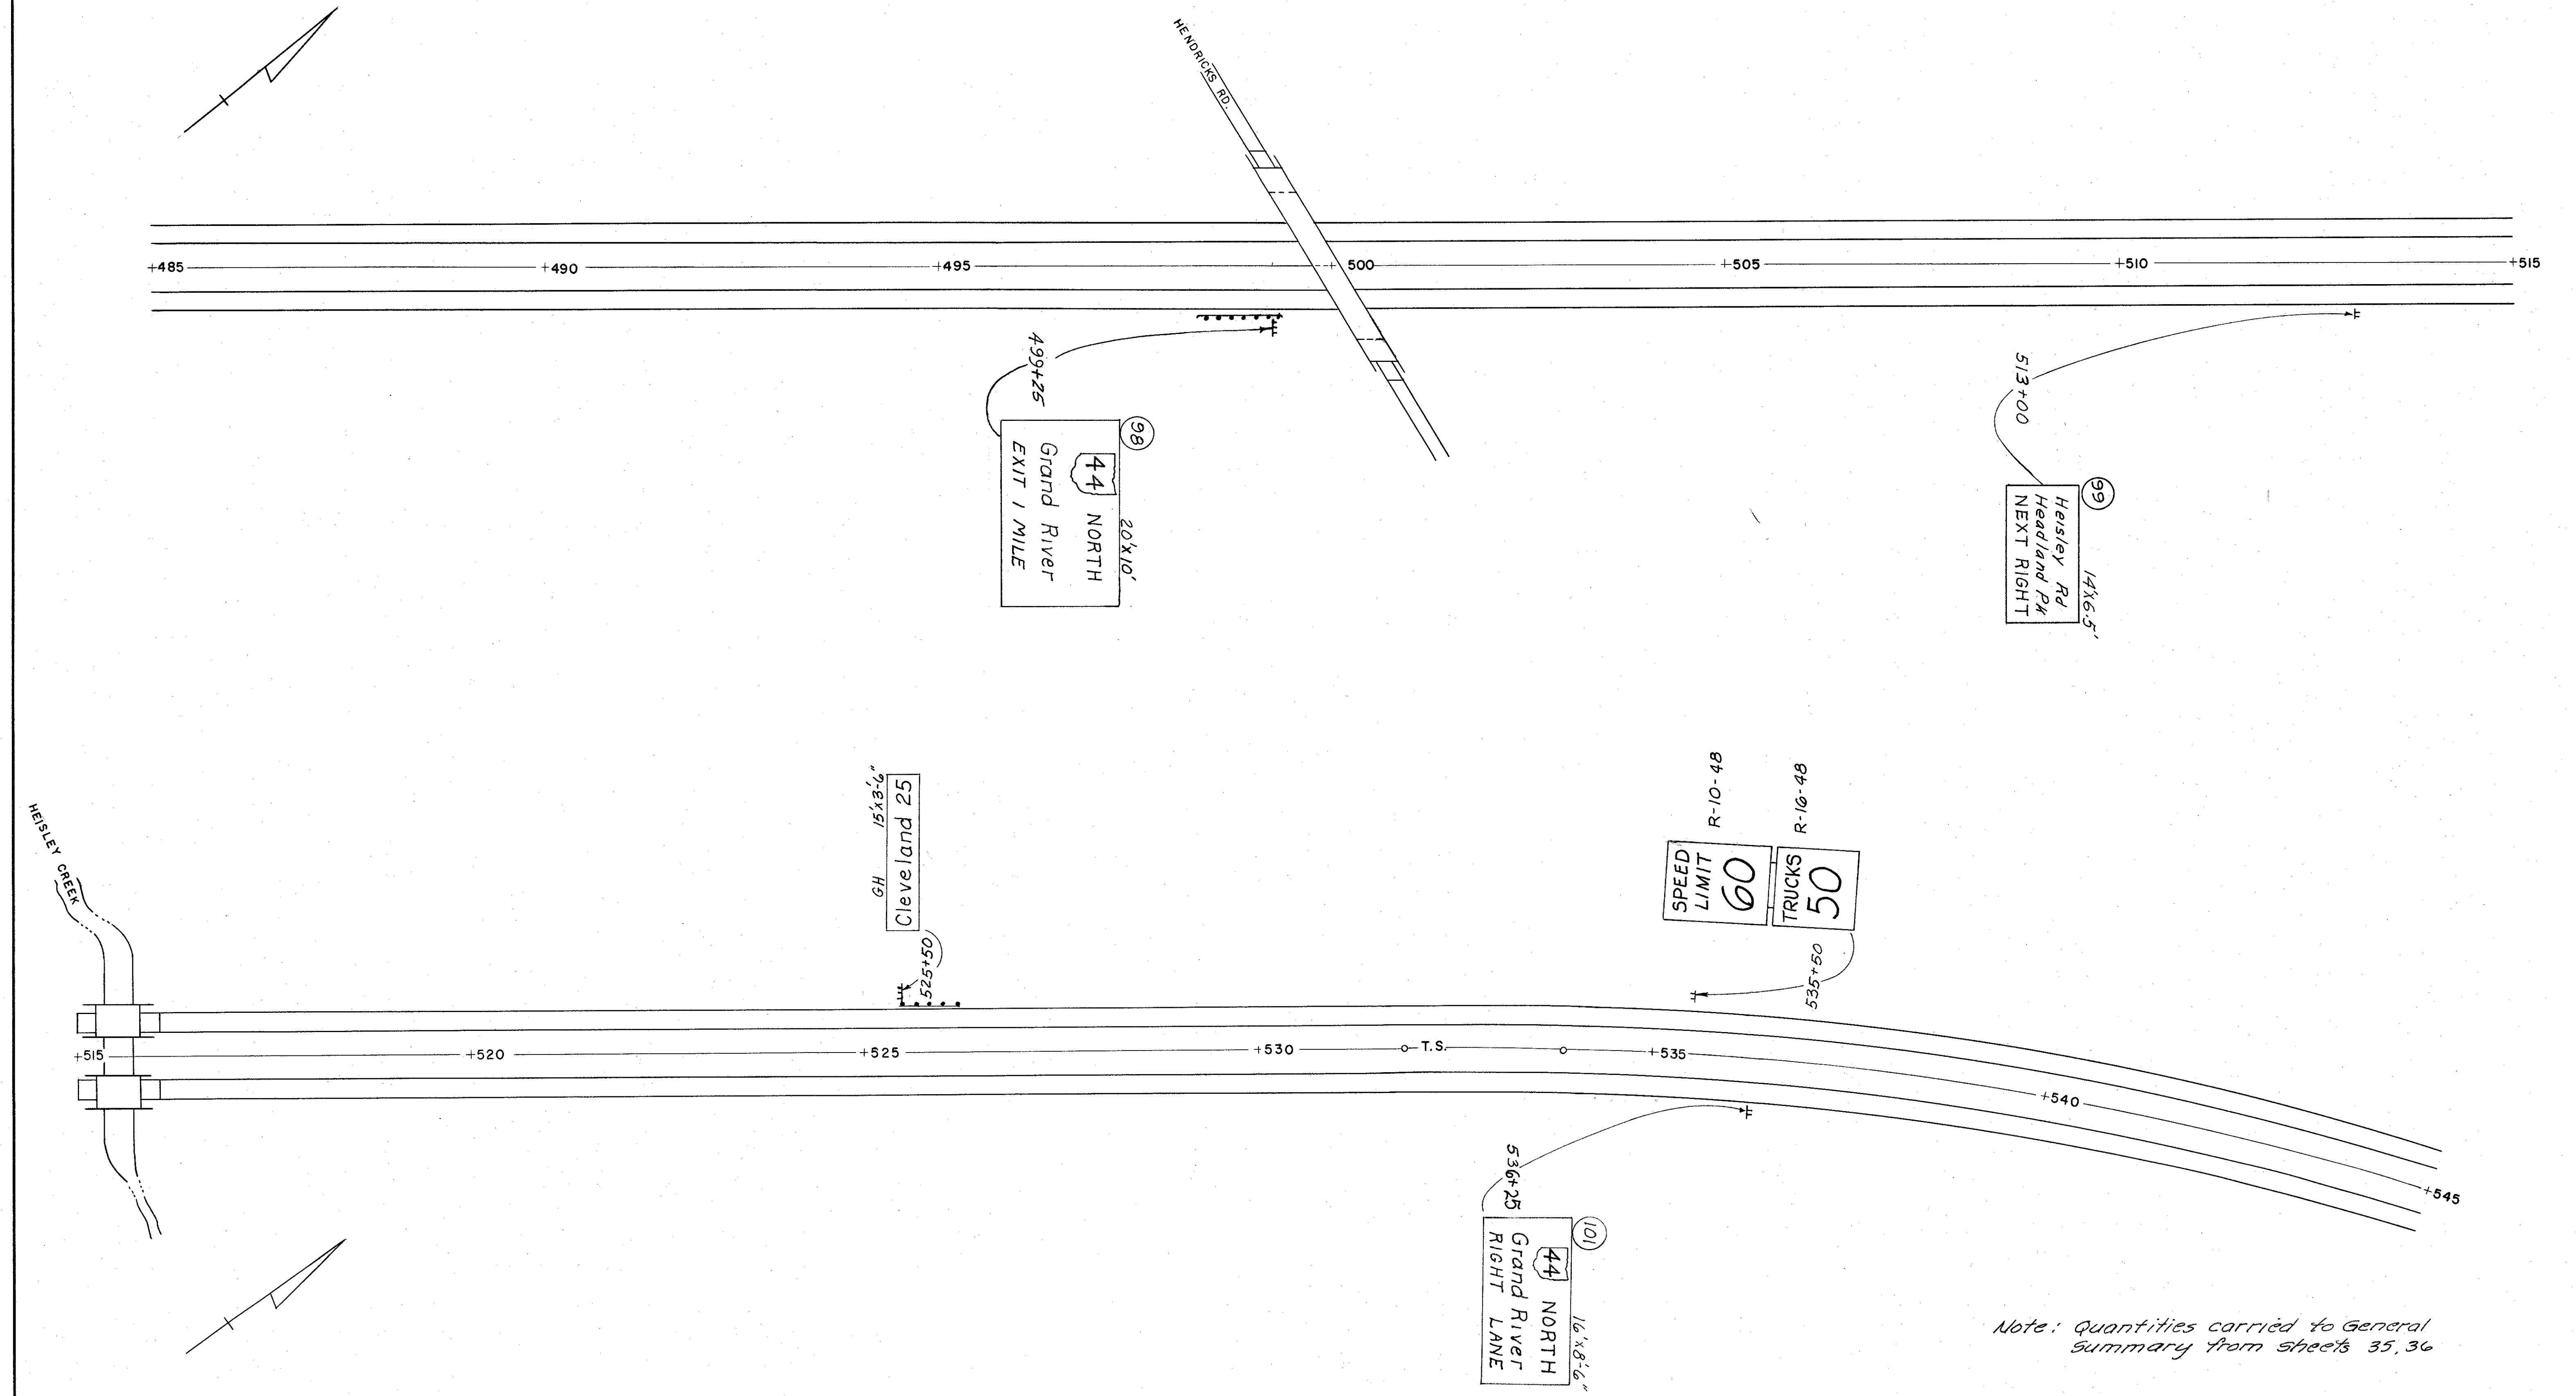 HENDRICKS RD.
+485
+490
+495
+ 500
+505
+510
+515
499+25
98
20'x10'
44 NORTH
Grand River
EXIT 1 MILE
513+00
99
14'x6.5'
Heisley Rd
Headland Pk
NEXT RIGHT
HEISLEY CREEK
GH 15'x3'-6"
Cleveland 25
525+50
R-10-48
R-16-48
SPEED
LIMIT
60
TRUCKS
50
535+50
+515
+520
+525
+530
T.S.
+535
+540
+545
536+25
101
16'x8'-6"
44 NORTH
Grand River
RIGHT LANE
Note: Quantities carried to General
Summary from sheets 35,36